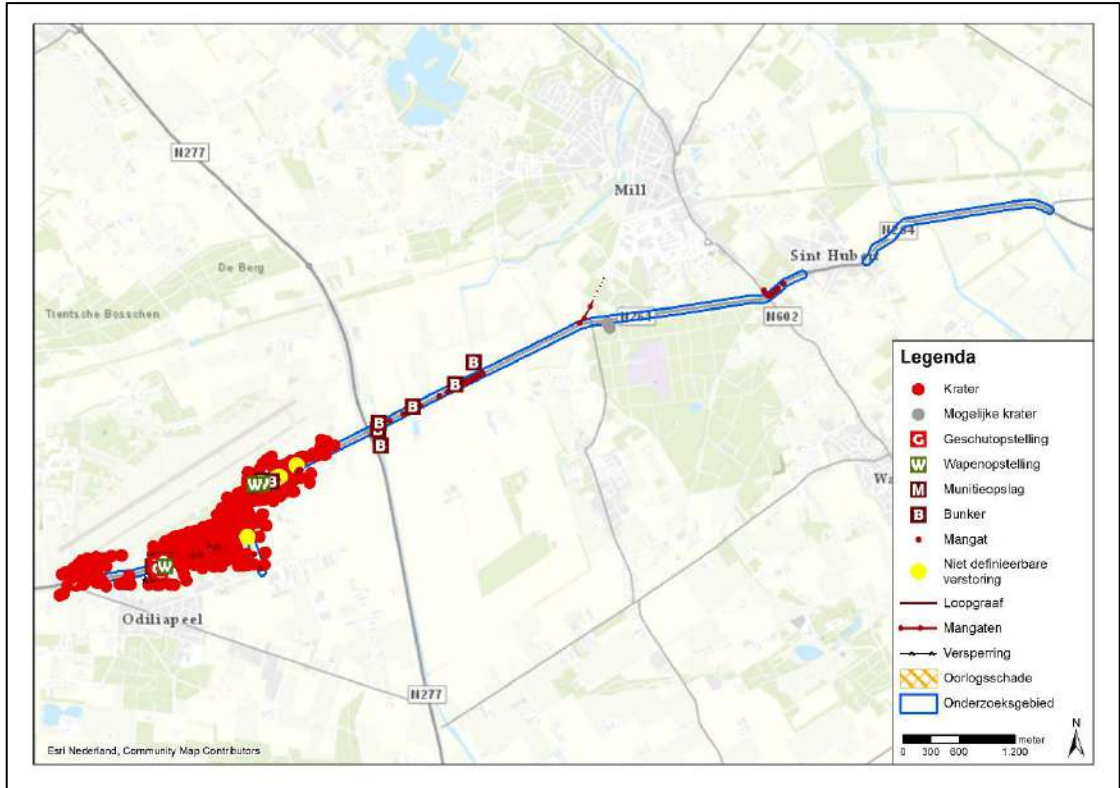 N277
Mill
N264
Sint Hubert
De Berg
Trentsche Bosschen
N264
N602
B
B
B
B
B
W
B
G
W
Odiliapeel
N277
Wa
Legenda
Krater
Mogelijke krater
G Geschutopstelling
W Wapenopstelling
M Munitieopslag
B Bunker
Mangat
Niet definieerbare
verstoring
Loopgraaf
Mangaten
Versperring
Oorlogsschade
Onderzoeksgebied
N
meter
0 300 600 1.200
Esri Nederland, Community Map Contributors